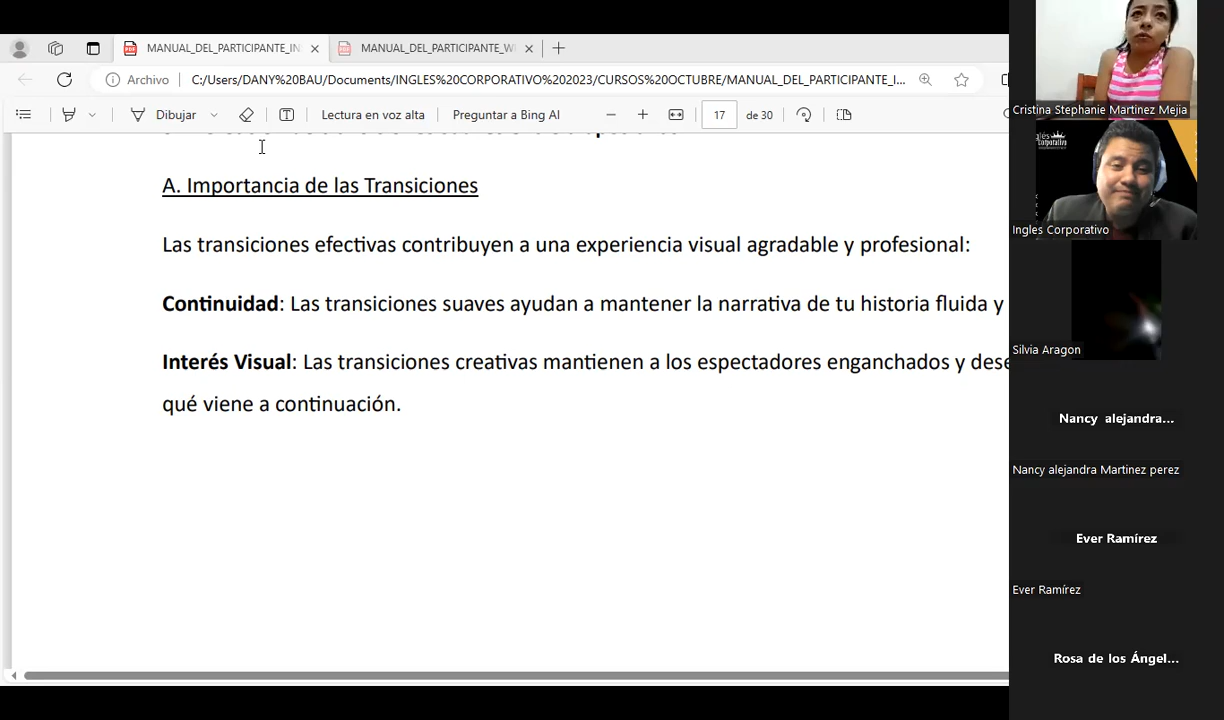 MANUAL_DEL_PARTICIPANTE_IN
MANUAL_DEL_PARTICIPANTE_W
Archivo
C:/Users/DANY%20BAU/Documents/INGLES%20CORPORATIVO%202023/CURSOS%20OCTUBRE/MANUAL_DEL_PARTICIPANTE_I...
Dibujar
Lectura en voz alta
Preguntar a Bing AI
17
de 30
A. Importancia de las Transiciones
Las transiciones efectivas contribuyen a una experiencia visual agradable y profesional:
Continuidad: Las transiciones suaves ayudan a mantener la narrativa de tu historia fluida y
Interés Visual: Las transiciones creativas mantienen a los espectadores enganchados y dese
qué viene a continuación.
Cristina Stephanie Martinez Mejia
glés
corporativo
Ingles Corporativo
Silvia Aragon
Nancy alejandra...
Nancy alejandra Martinez perez
Ever Ramírez
Ever Ramírez
Rosa de los Ángel...